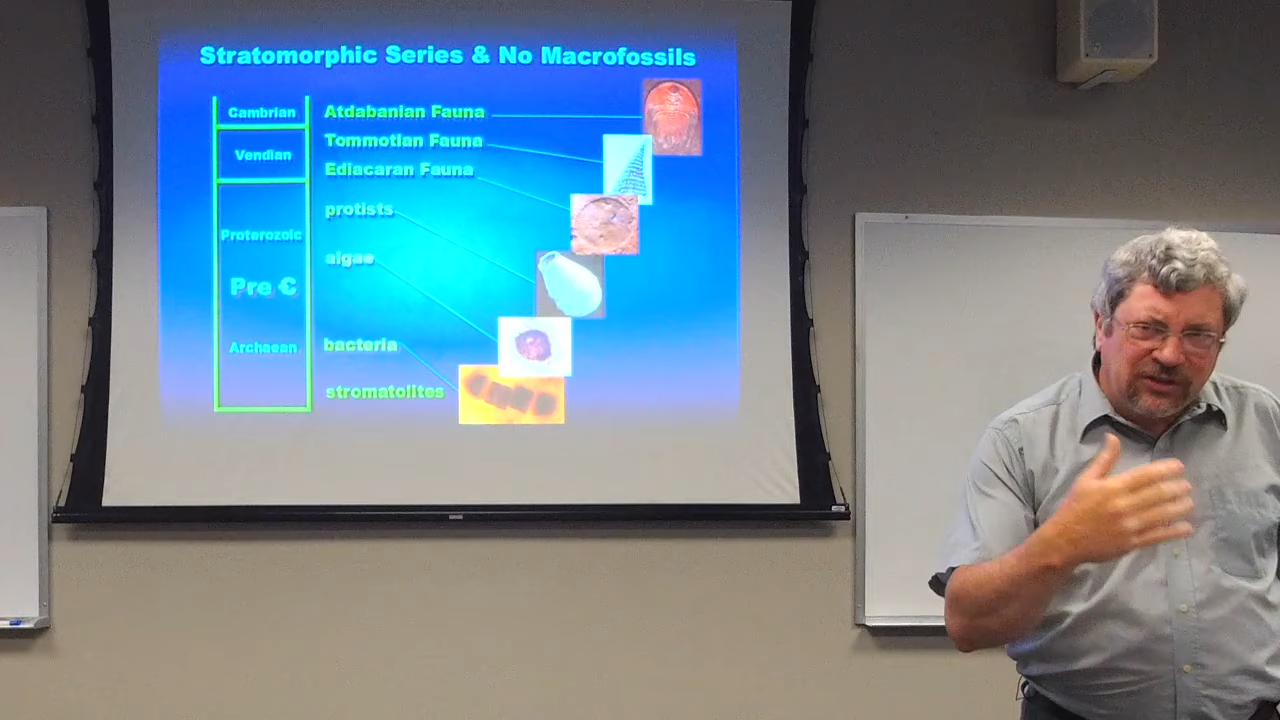 Stratomorphic Series & No Macrofossils
Cambrian
Atdabanian Fauna
Tommotian Fauna
Vendian
Ediacaran Fauna
protists
Proterozoic
algae
Pre Є
Archaean
bacteria
stromatolites